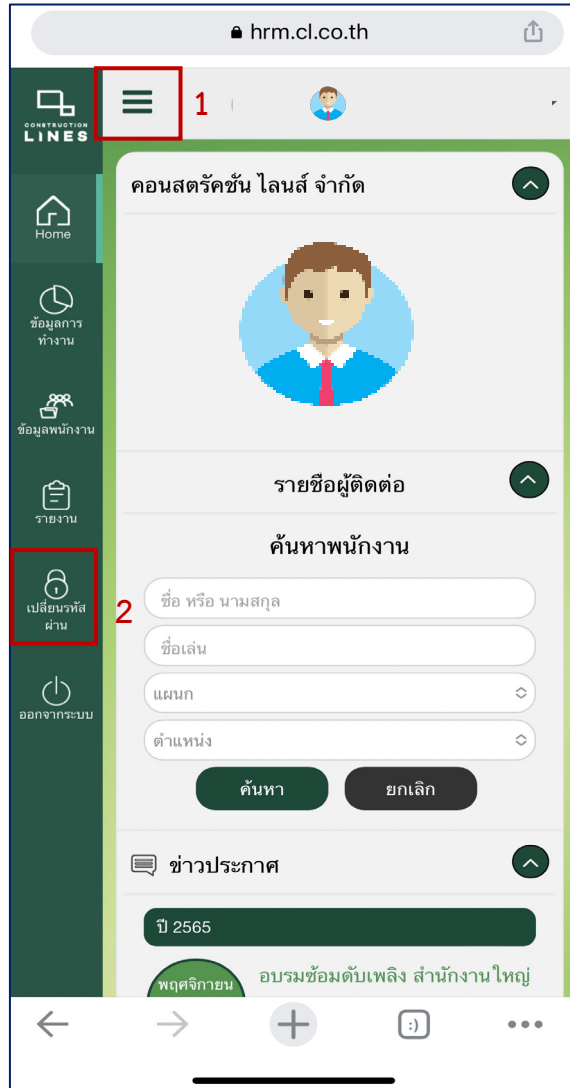 hrm.cl.co.th
CONSTRUCTION
LINES
1
Home
ข้อมูลการ
ทำงาน
ข้อมูลพนักงาน
รายงาน
เปลี่ยนรหัส
ผ่าน
2
ออกจากระบบ
คอนสตรัคชั่น ไลนส์ จำกัด
รายชื่อผู้ติดต่อ
ค้นหาพนักงาน
ชื่อ หรือ นามสกุล
ชื่อเล่น
แผนก
ตำแหน่ง
ค้นหา
ยกเลิก
ข่าวประกาศ
ปี 2565
พฤศจิกายน
อบรมซ้อมดับเพลิง สำนักงานใหญ่
:)